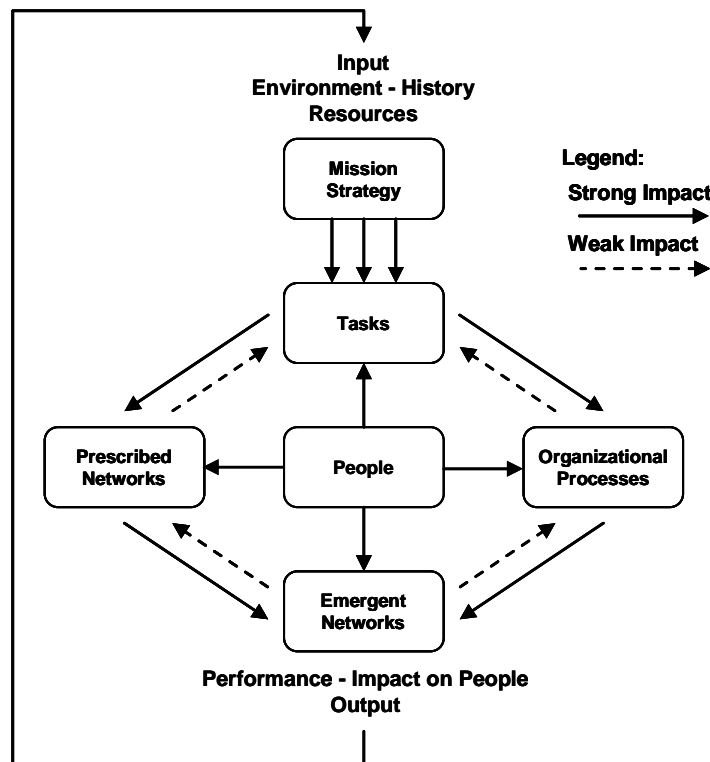 Input
Environment - History
Resources
Mission
Strategy
Legend:
Strong Impact
Weak Impact
Tasks
Prescribed
Networks
People
Organizational
Processes
Emergent
Networks
Performance - Impact on People
Output